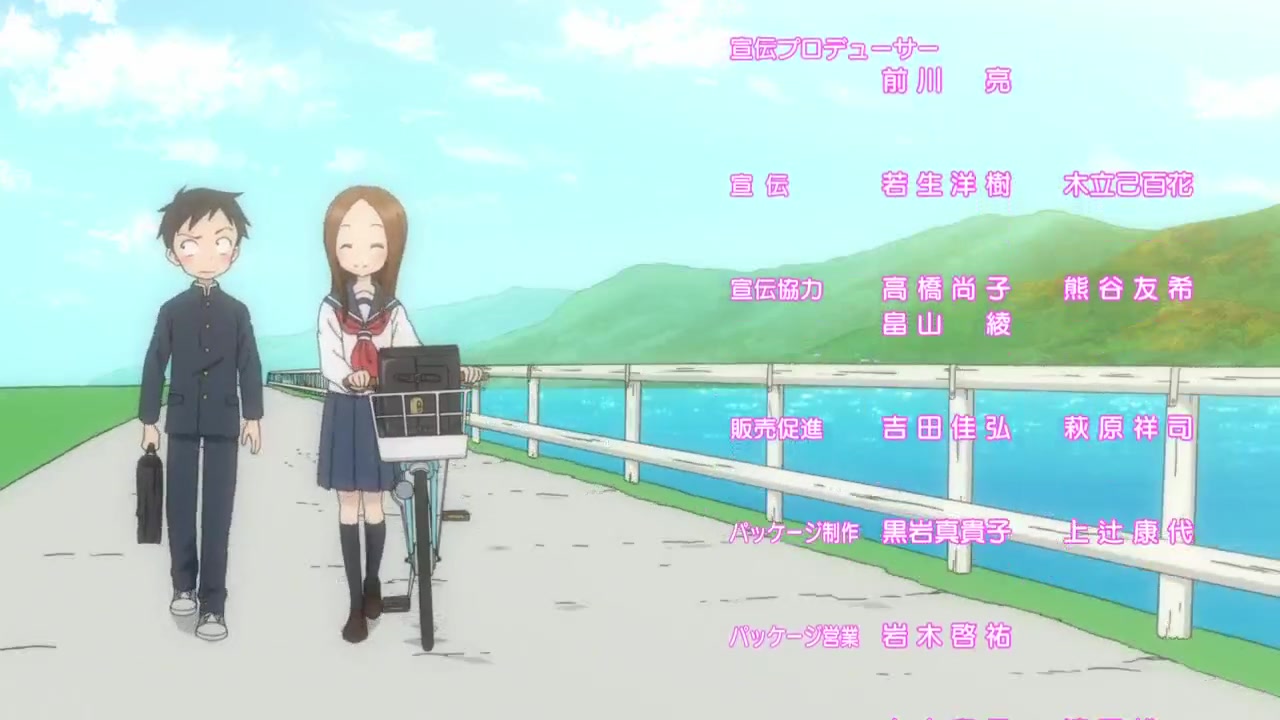 宣伝プロデューサー
前川 亮
宣伝 若生洋樹 木立己百花
宣伝協力 高橋尚子 熊谷友希
畠山 綾
販売促進 吉田佳弘 萩原祥司
パッケージ制作 黒岩真貴子 上辻康代
パッケージ営業 岩木啓祐